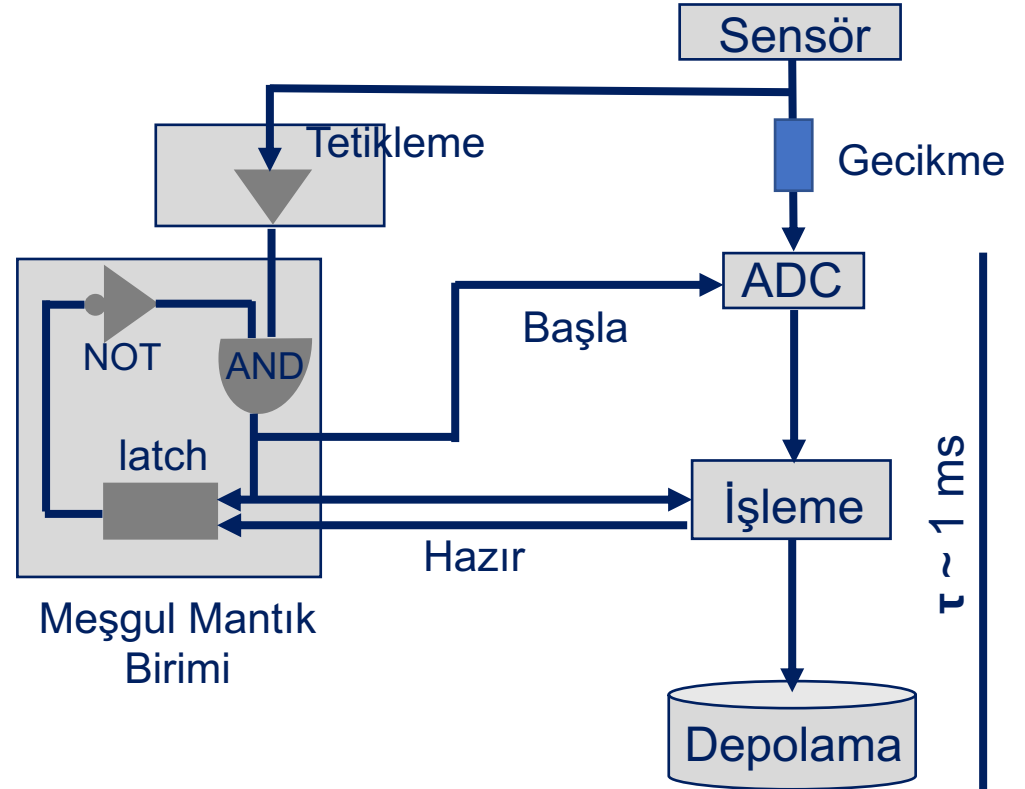 Sensör
Tetikleme
Gecikme
ADC
Başla
NOT
AND
latch
İşleme
Hazır
τ ~ 1 ms
Meşgul Mantık
Birimi
Depolama